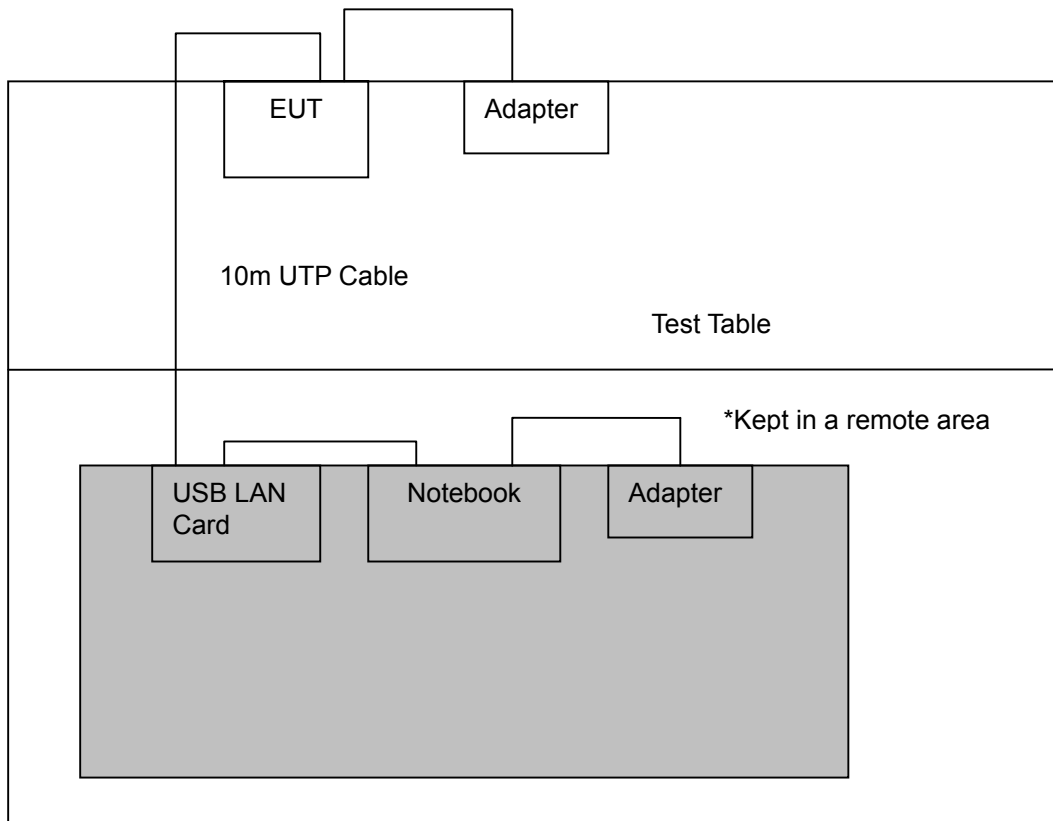 EUT
Adapter
10m UTP Cable
Test Table
*Kept in a remote area
USB LAN
Card
Notebook
Adapter